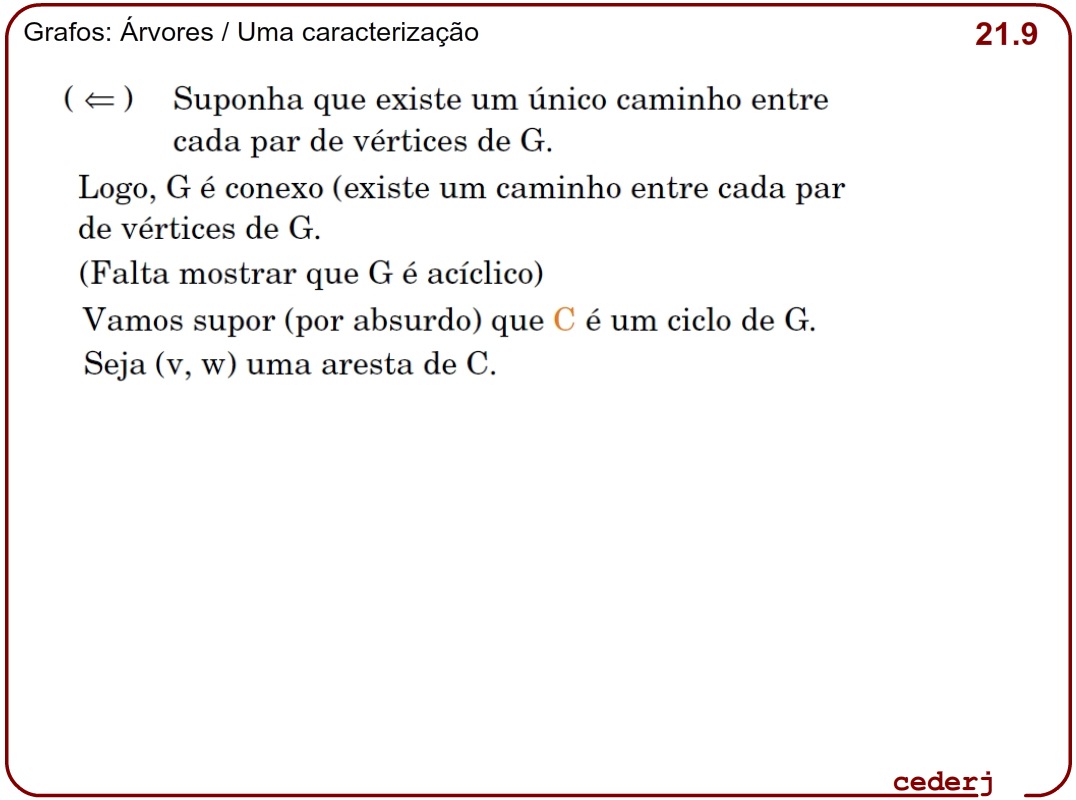 Grafos: Árvores / Uma caracterização
21.9
( ⇐ ) Suponha que existe um único caminho entre
cada par de vértices de G.
Logo, G é conexo (existe um caminho entre cada par
de vértices de G.
(Falta mostrar que G é acíclico)
Vamos supor (por absurdo) que C é um ciclo de G.
Seja (v, w) uma aresta de C.
cederj